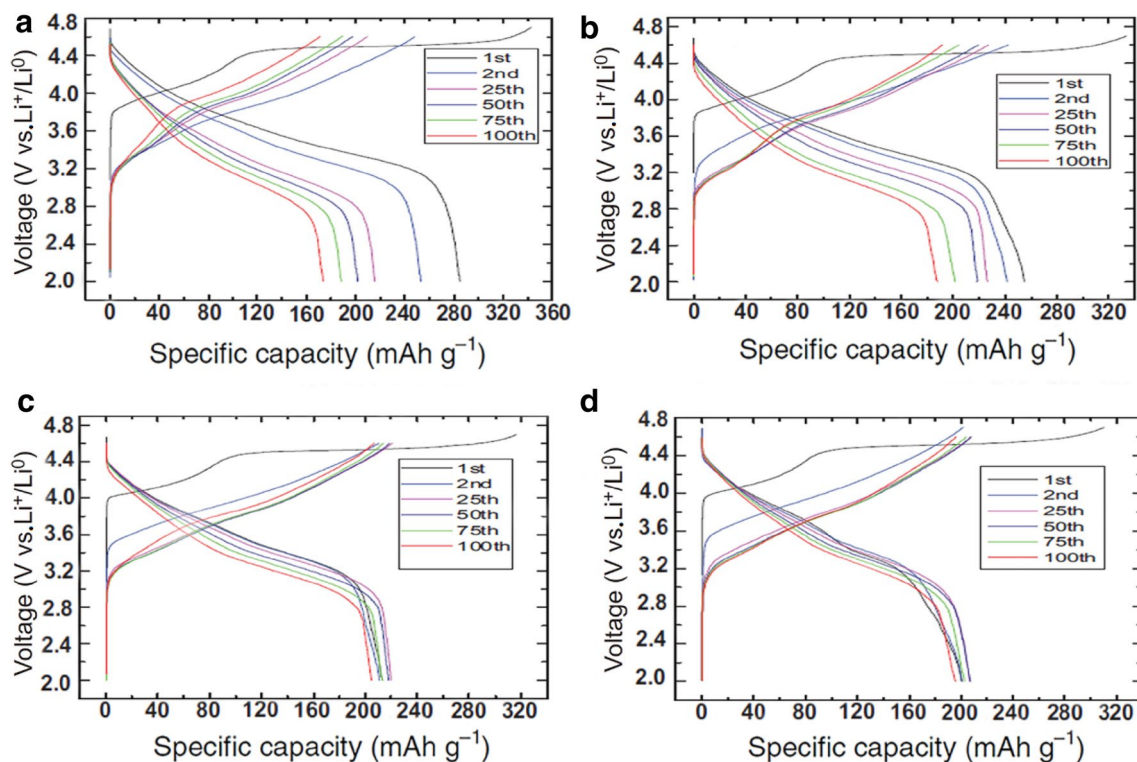 a
4.8
4.4
4.0
3.6
3.2
2.8
2.4
2.0
Voltage (V vs.Li⁺/Li⁰)
1st
2nd
25th
50th
75th
100th
0 40 80 120 160 200 240 280 320 360
Specific capacity (mAh g⁻¹)
b
4.8
4.4
4.0
3.6
3.2
2.8
2.4
2.0
Voltage (V vs.Li⁺/Li⁰)
1st
2nd
25th
50th
75th
100th
0 40 80 120 160 200 240 280 320
Specific capacity (mAh g⁻¹)
c
4.8
4.4
4.0
3.6
3.2
2.8
2.4
2.0
Voltage (V vs.Li⁺/Li⁰)
1st
2nd
25th
50th
75th
100th
0 40 80 120 160 200 240 280 320
Specific capacity (mAh g⁻¹)
d
4.8
4.4
4.0
3.6
3.2
2.8
2.4
2.0
Voltage (V vs.Li⁺/Li⁰)
1st
2nd
25th
50th
75th
100th
0 40 80 120 160 200 240 280 320
Specific capacity (mAh g⁻¹)